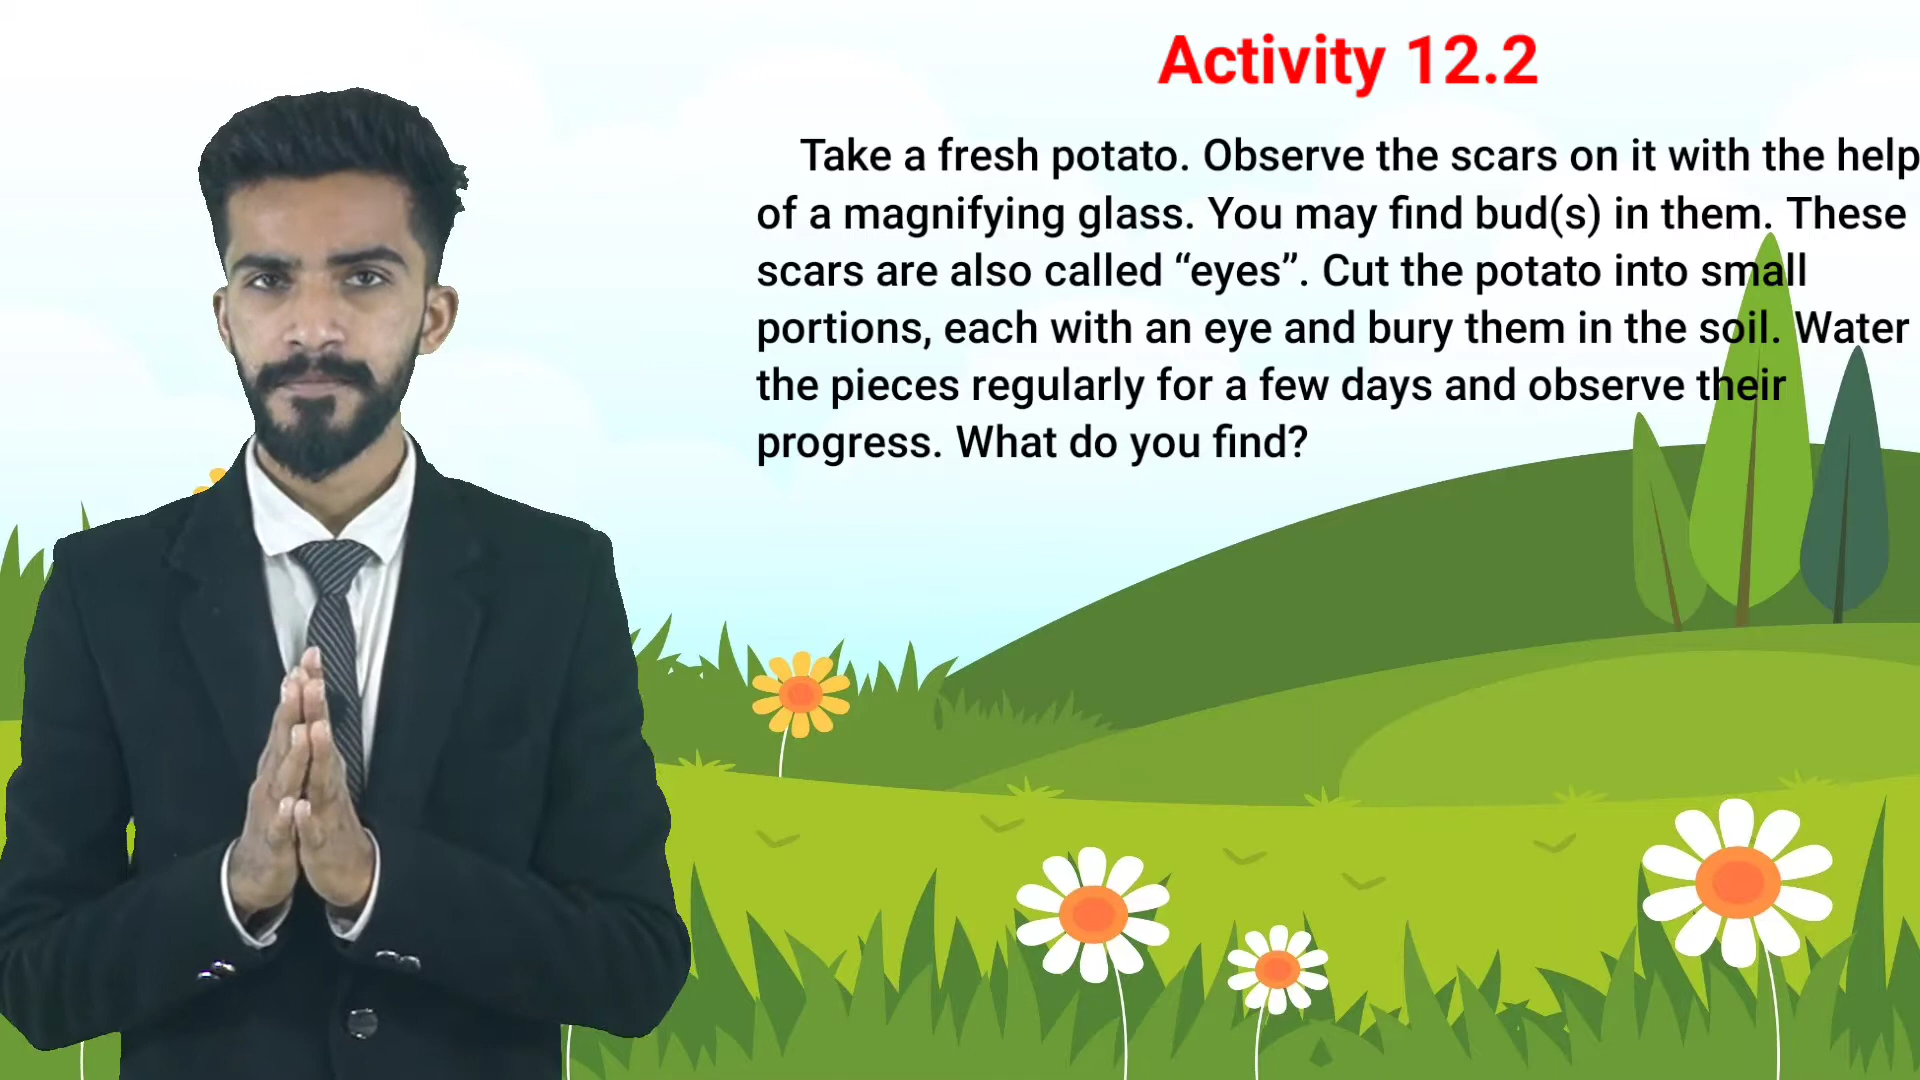 Activity 12.2
Take a fresh potato. Observe the scars on it with the help
of a magnifying glass. You may find bud(s) in them. These
scars are also called “eyes”. Cut the potato into small
portions, each with an eye and bury them in the soil. Water
the pieces regularly for a few days and observe their
progress. What do you find?